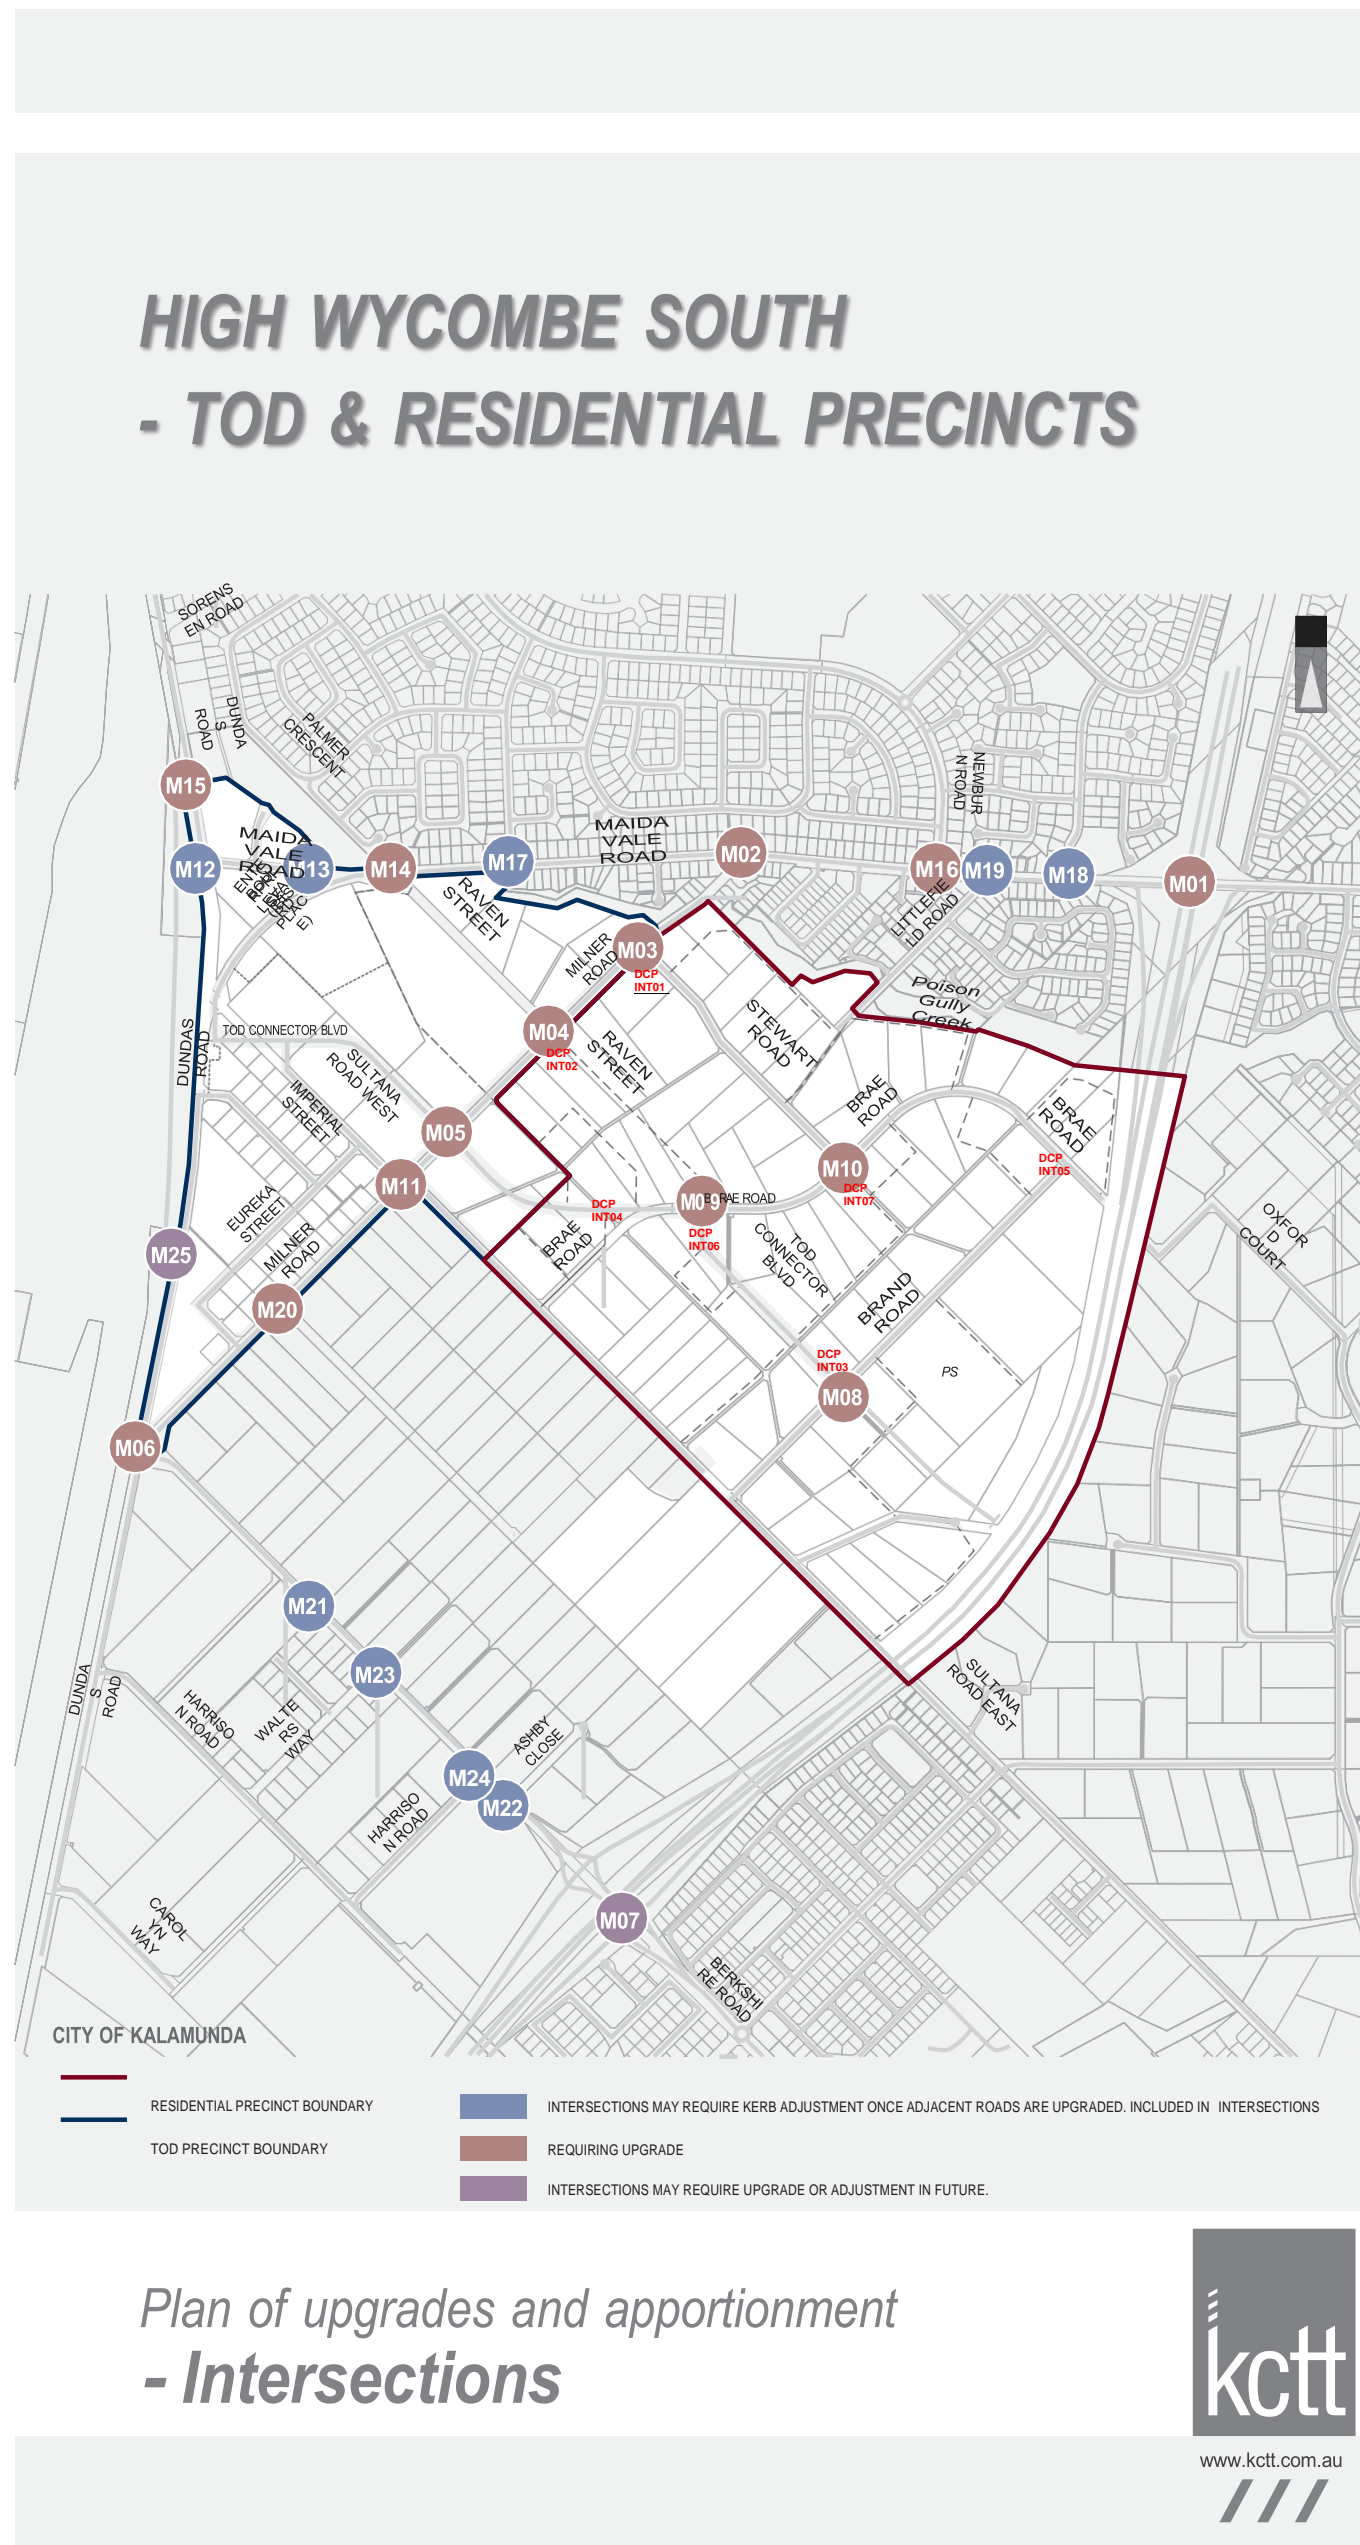 HIGH WYCOMBE SOUTH
- TOD & RESIDENTIAL PRECINCTS
SORENS
EN ROAD
DUNDA
S
ROAD
PALMER
CRESCENT
NEWBUR
N ROAD
M15
MAIDA
VALE
ROAD
MAIDA
VALE
ROAD
M12
M13
M14
M17
M02
M16
M19
M18
M01
RAVEN
STREET
LITTLEFIE
LD ROAD
MILNER
ROAD
M03
DCP
INT01
Poison
Gully
Creek
STEWART
ROAD
TOD CONNECTOR BLVD
M04
DCP
INT02
RAVEN
STREET
DUNDAS
ROAD
SULTANA
ROAD WEST
IMPERIAL
STREET
BRAE
ROAD
BRAE
ROAD
M05
M10
DCP
INT07
DCP
INT05
M11
M09
BRAE ROAD
DCP
INT04
DCP
INT06
EUREKA
STREET
MILNER
ROAD
BRAE
ROAD
TOD
CONNECTOR
BLVD
OXFOR
D
COURT
M25
M20
BRAND
ROAD
DCP
INT03
PS
M08
M06
M21
M23
DUNDA
S
ROAD
HARRISO
N ROAD
WALTE
RS
WAY
ASHBY
CLOSE
SULTANA
ROAD EAST
M24
M22
HARRISO
N ROAD
CAROL
YN
WAY
M07
BERKSHI
RE ROAD
CITY OF KALAMUNDA
RESIDENTIAL PRECINCT BOUNDARY
TOD PRECINCT BOUNDARY
INTERSECTIONS MAY REQUIRE KERB ADJUSTMENT ONCE ADJACENT ROADS ARE UPGRADED. INCLUDED IN INTERSECTIONS
REQUIRING UPGRADE
INTERSECTIONS MAY REQUIRE UPGRADE OR ADJUSTMENT IN FUTURE.
Plan of upgrades and apportionment
- Intersections
kctt
www.kctt.com.au